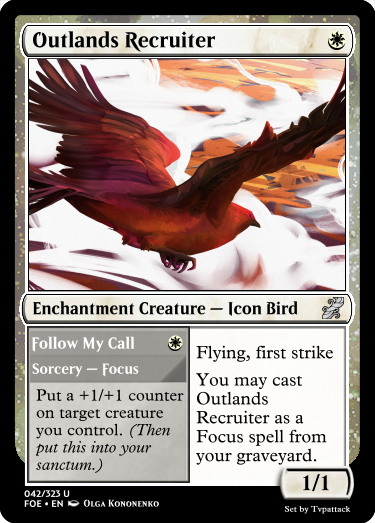 Outlands Recruiter
Enchantment Creature — Icon Bird
Follow My Call
Sorcery — Focus
Put a +1/+1 counter
on target creature
you control. (Then
put this into your
sanctum.)
Flying, first strike
You may cast
Outlands
Recruiter as a
Focus spell from
your graveyard.
1/1
042/323 U
FOE • EN Olga Kononenko
Set by Tvpattack